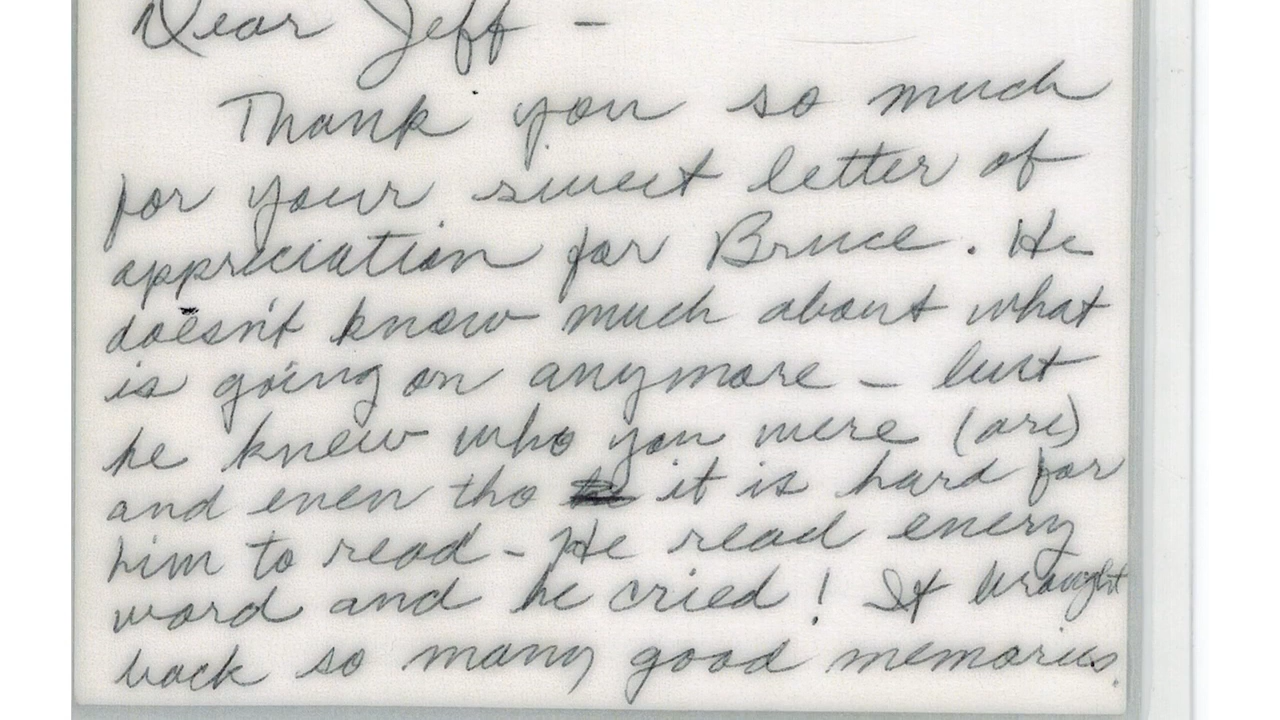 Dear Jeff -
Thank you so much
for your sweet letter of
appreciation for Bruce. He
doesn't know much about what
is going on anymore - but
he knew who you were (are)
and even tho it is hard for
him to read - He read every
word and he cried! It brought
back so many good memories.